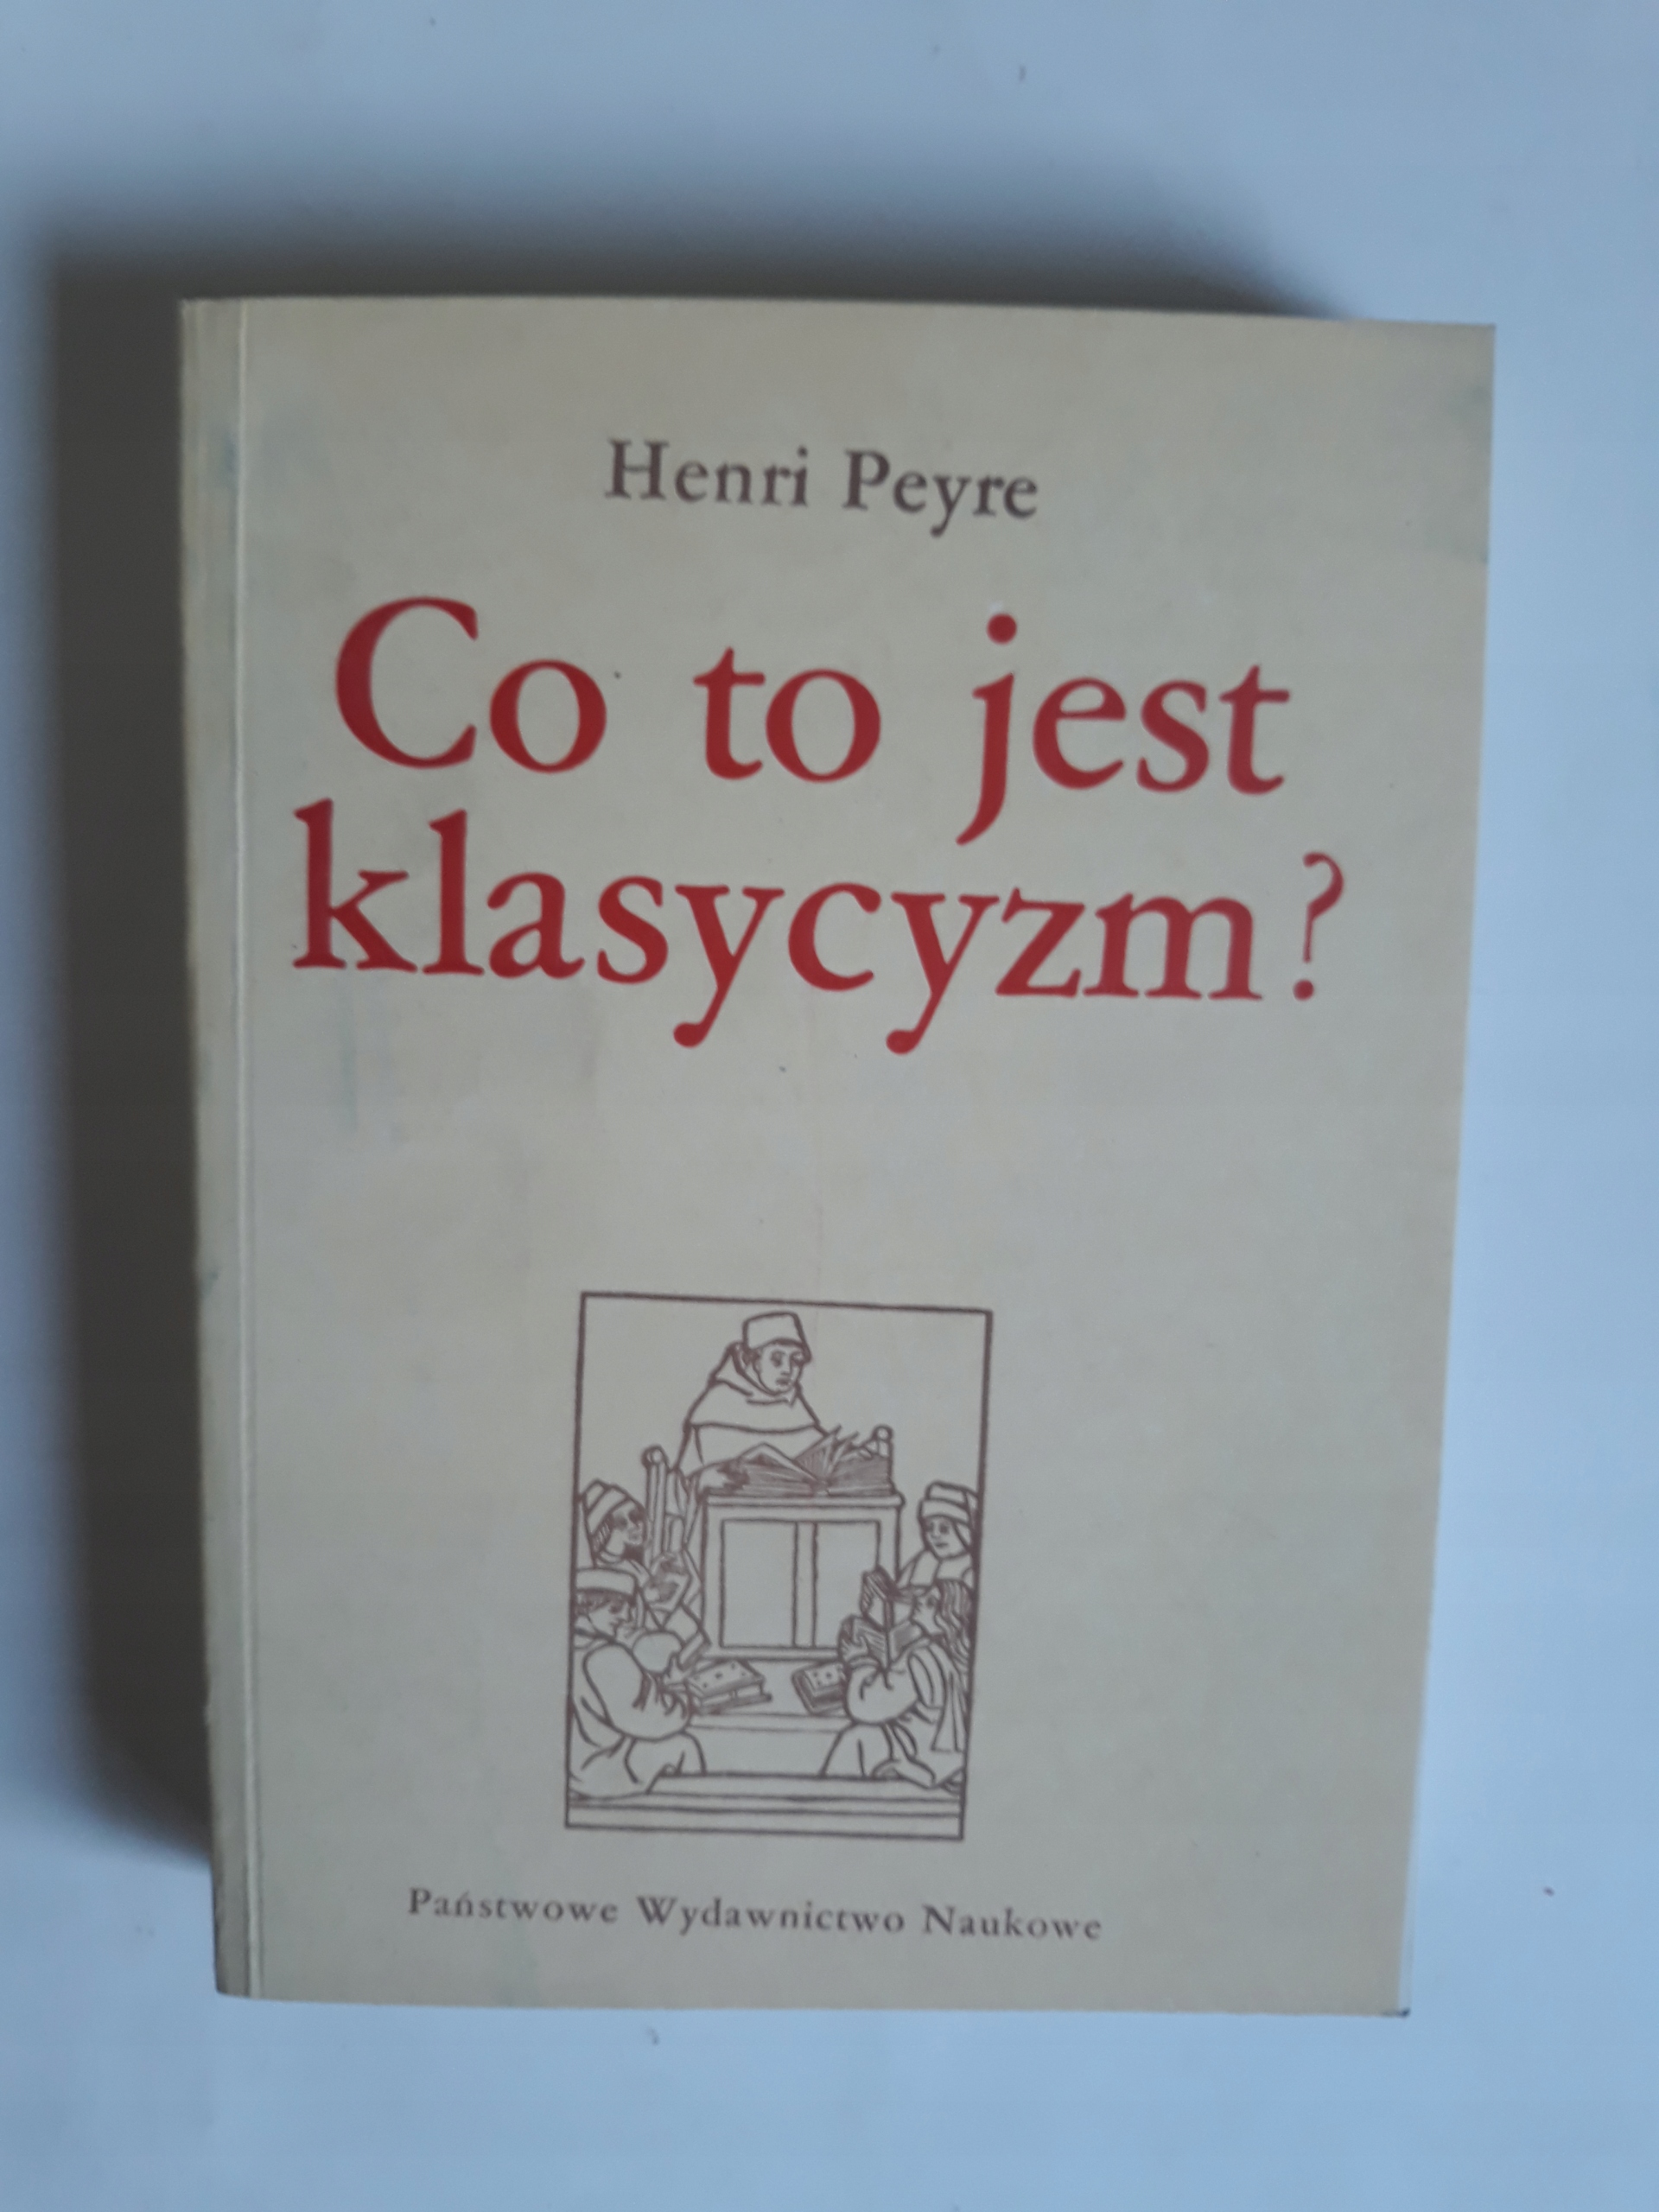 Henri Peyre
Co to jest
klasycyzm?
Państwowe Wydawnictwo Naukowe